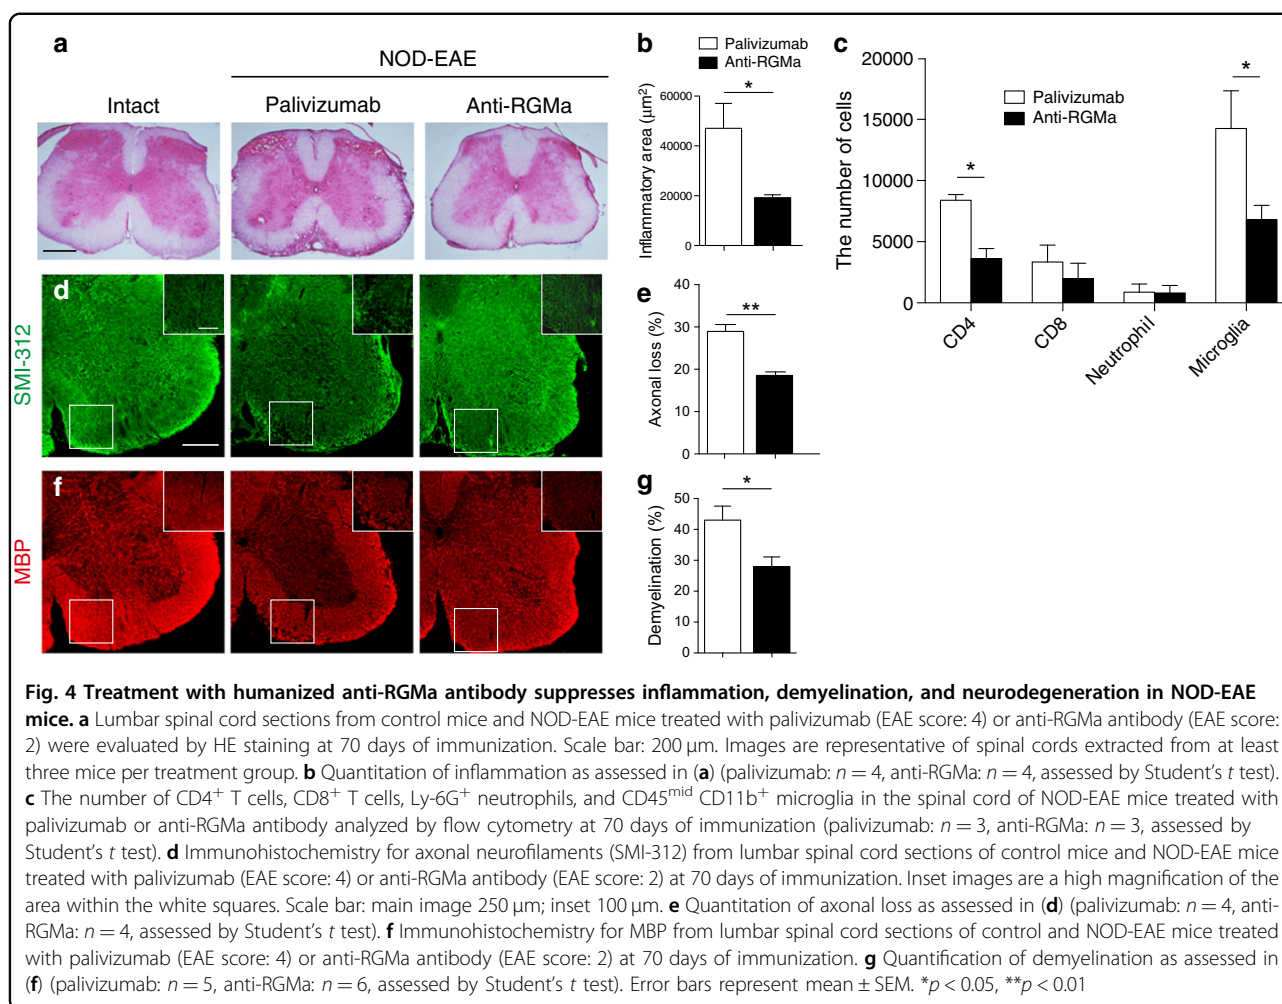 a
NOD-EAE
Intact
Palivizumab
Anti-RGMa
b
Palivizumab
Anti-RGMa
*
60000
40000
20000
0
Inflammatory area (µm²)
c
20000
15000
10000
5000
0
The number of cells
Palivizumab
Anti-RGMa
*
*
CD4
CD8
Neutrophil
Microglia
d
SMI-312
e
40
30
20
10
0
Axonal loss (%)
**
f
MBP
g
50
40
30
20
10
0
Demyelination (%)
*
Fig. 4 Treatment with humanized anti-RGMa antibody suppresses inflammation, demyelination, and neurodegeneration in NOD-EAE
mice. a Lumbar spinal cord sections from control mice and NOD-EAE mice treated with palivizumab (EAE score: 4) or anti-RGMa antibody (EAE score:
2) were evaluated by HE staining at 70 days of immunization. Scale bar: 200 µm. Images are representative of spinal cords extracted from at least
three mice per treatment group. b Quantitation of inflammation as assessed in (a) (palivizumab: n = 4, anti-RGMa: n = 4, assessed by Student's t test).
c The number of CD4⁺ T cells, CD8⁺ T cells, Ly-6G⁺ neutrophils, and CD45ᵐⁱᵈ CD11b⁺ microglia in the spinal cord of NOD-EAE mice treated with
palivizumab or anti-RGMa antibody analyzed by flow cytometry at 70 days of immunization (palivizumab: n = 3, anti-RGMa: n = 3, assessed by
Student's t test). d Immunohistochemistry for axonal neurofilaments (SMI-312) from lumbar spinal cord sections of control mice and NOD-EAE mice
treated with palivizumab (EAE score: 4) or anti-RGMa antibody (EAE score: 2) at 70 days of immunization. Inset images are a high magnification of the
area within the white squares. Scale bar: main image 250 µm; inset 100 µm. e Quantitation of axonal loss as assessed in (d) (palivizumab: n = 4, anti-
RGMa: n = 4, assessed by Student's t test). f Immunohistochemistry for MBP from lumbar spinal cord sections of control and NOD-EAE mice treated
with palivizumab (EAE score: 4) or anti-RGMa antibody (EAE score: 2) at 70 days of immunization. g Quantification of demyelination as assessed in
(f) (palivizumab: n = 5, anti-RGMa: n = 6, assessed by Student's t test). Error bars represent mean ± SEM. *p < 0.05, **p < 0.01